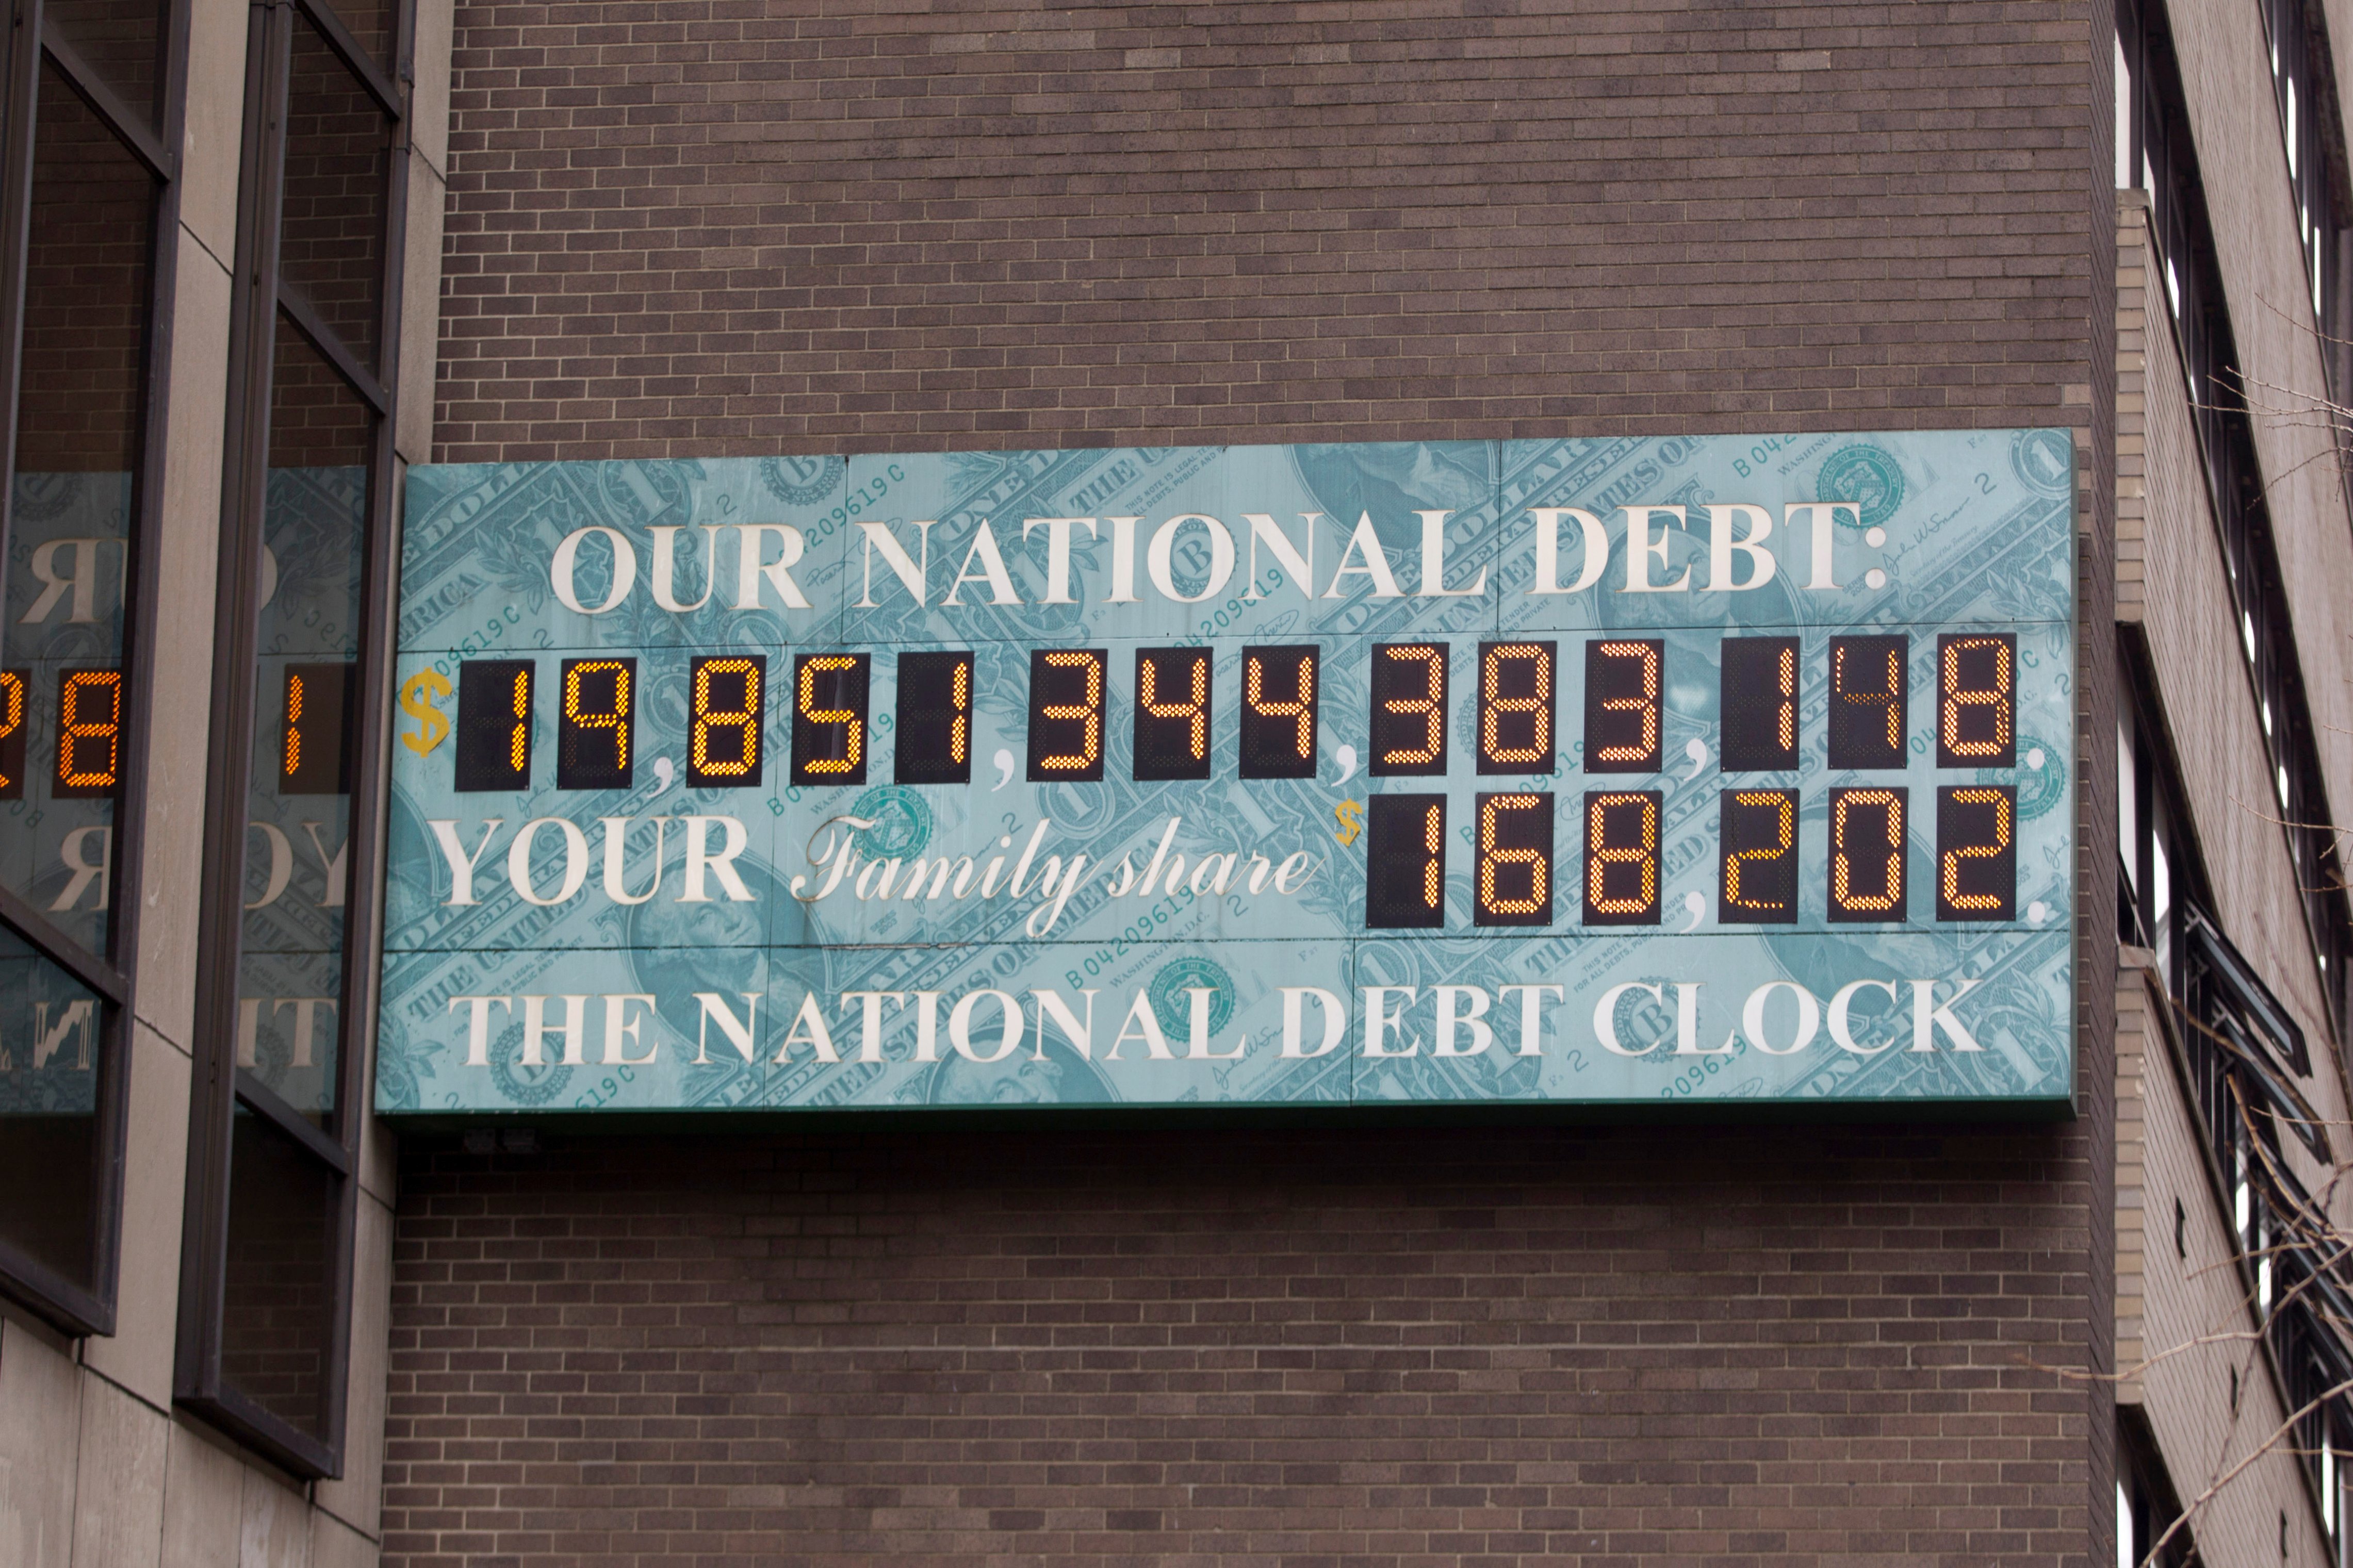 OUR NATIONAL DEBT:
$19,851,344,383,148.
YOUR Family share $168,202.
THE NATIONAL DEBT CLOCK